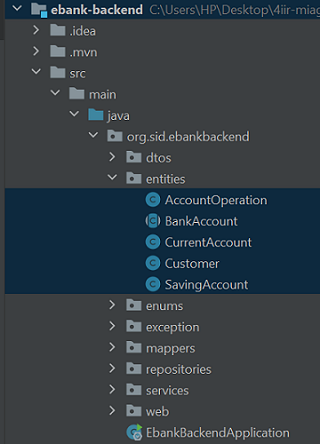 ebank-backend C:\Users\HP\Desktop\4iir-miag
.idea
.mvn
src
main
java
org.sid.ebankbackend
dtos
entities
C AccountOperation
C BankAccount
C CurrentAccount
C Customer
C SavingAccount
enums
exception
mappers
repositories
services
web
EbankBackendApplication